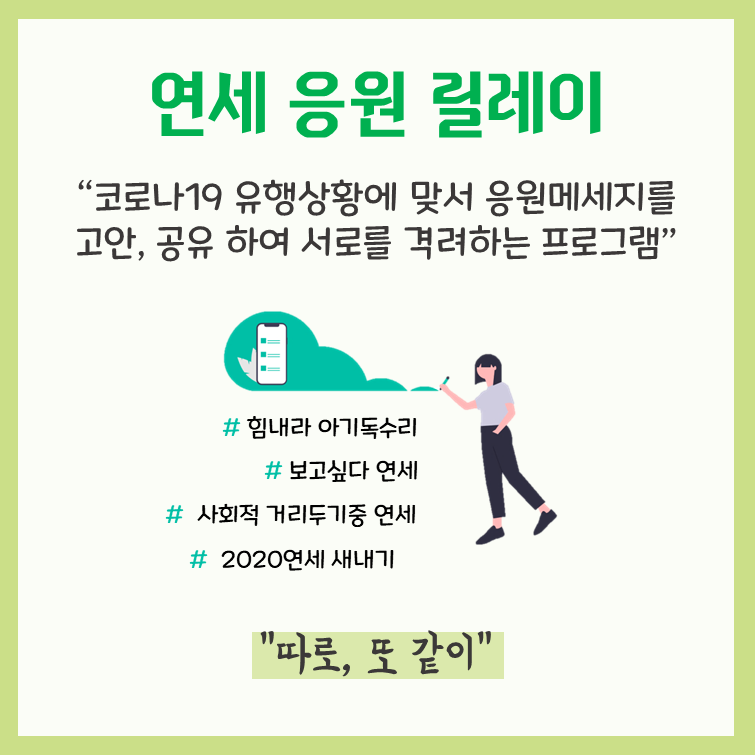 연세 응원 릴레이
“코로나19 유행상황에 맞서 응원메세지를
고안, 공유 하여 서로를 격려하는 프로그램”
# 힘내라 아기독수리
# 보고싶다 연세
# 사회적 거리두기중 연세
# 2020연세 새내기
"따로, 또 같이"